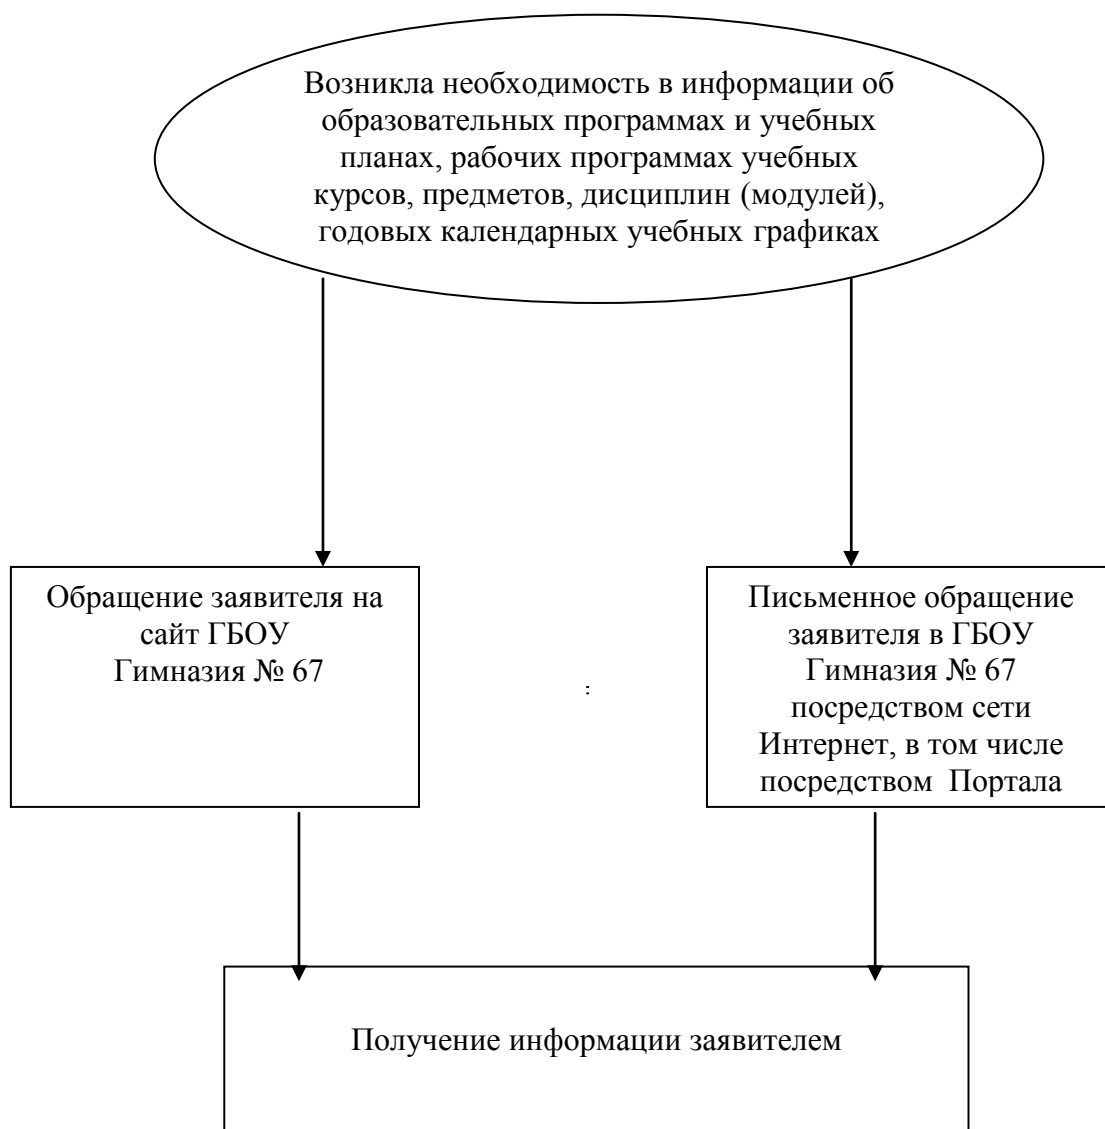 Возникла необходимость в информации об
образовательных программах и учебных
планах, рабочих программах учебных
курсов, предметов, дисциплин (модулей),
годовых календарных учебных графиках
Обращение заявителя на
сайт ГБОУ
Гимназия № 67
Письменное обращение
заявителя в ГБОУ
Гимназия № 67
посредством сети
Интернет, в том числе
посредством Портала
:
Получение информации заявителем